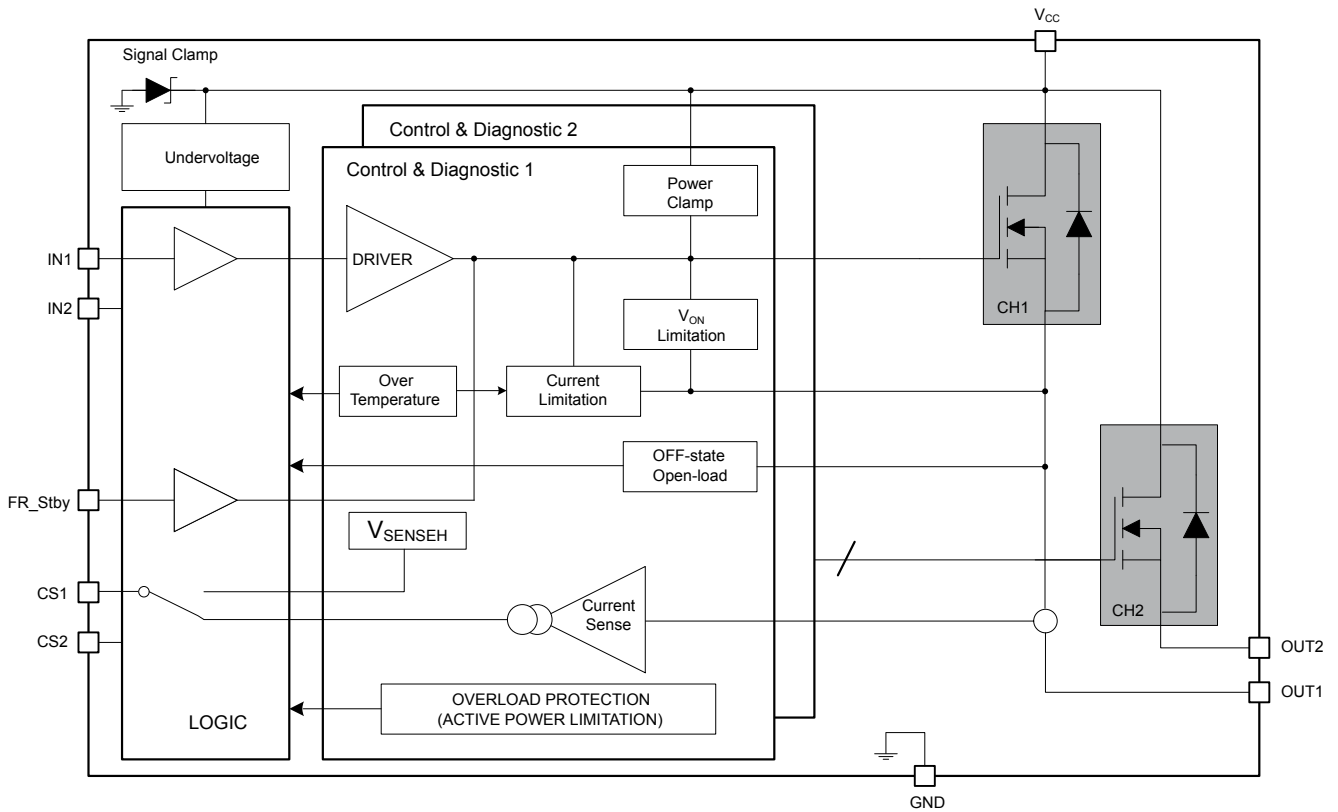 VCC
Signal Clamp
Control & Diagnostic 2
Undervoltage
Control & Diagnostic 1
Power
Clamp
IN1
DRIVER
IN2
CH1
VON
Limitation
Over
Temperature
Current
Limitation
OFF-state
Open-load
FR_Stby
VSENSEH
CS1
Current
Sense
CH2
CS2
OUT2
OUT1
OVERLOAD PROTECTION
(ACTIVE POWER LIMITATION)
LOGIC
GND